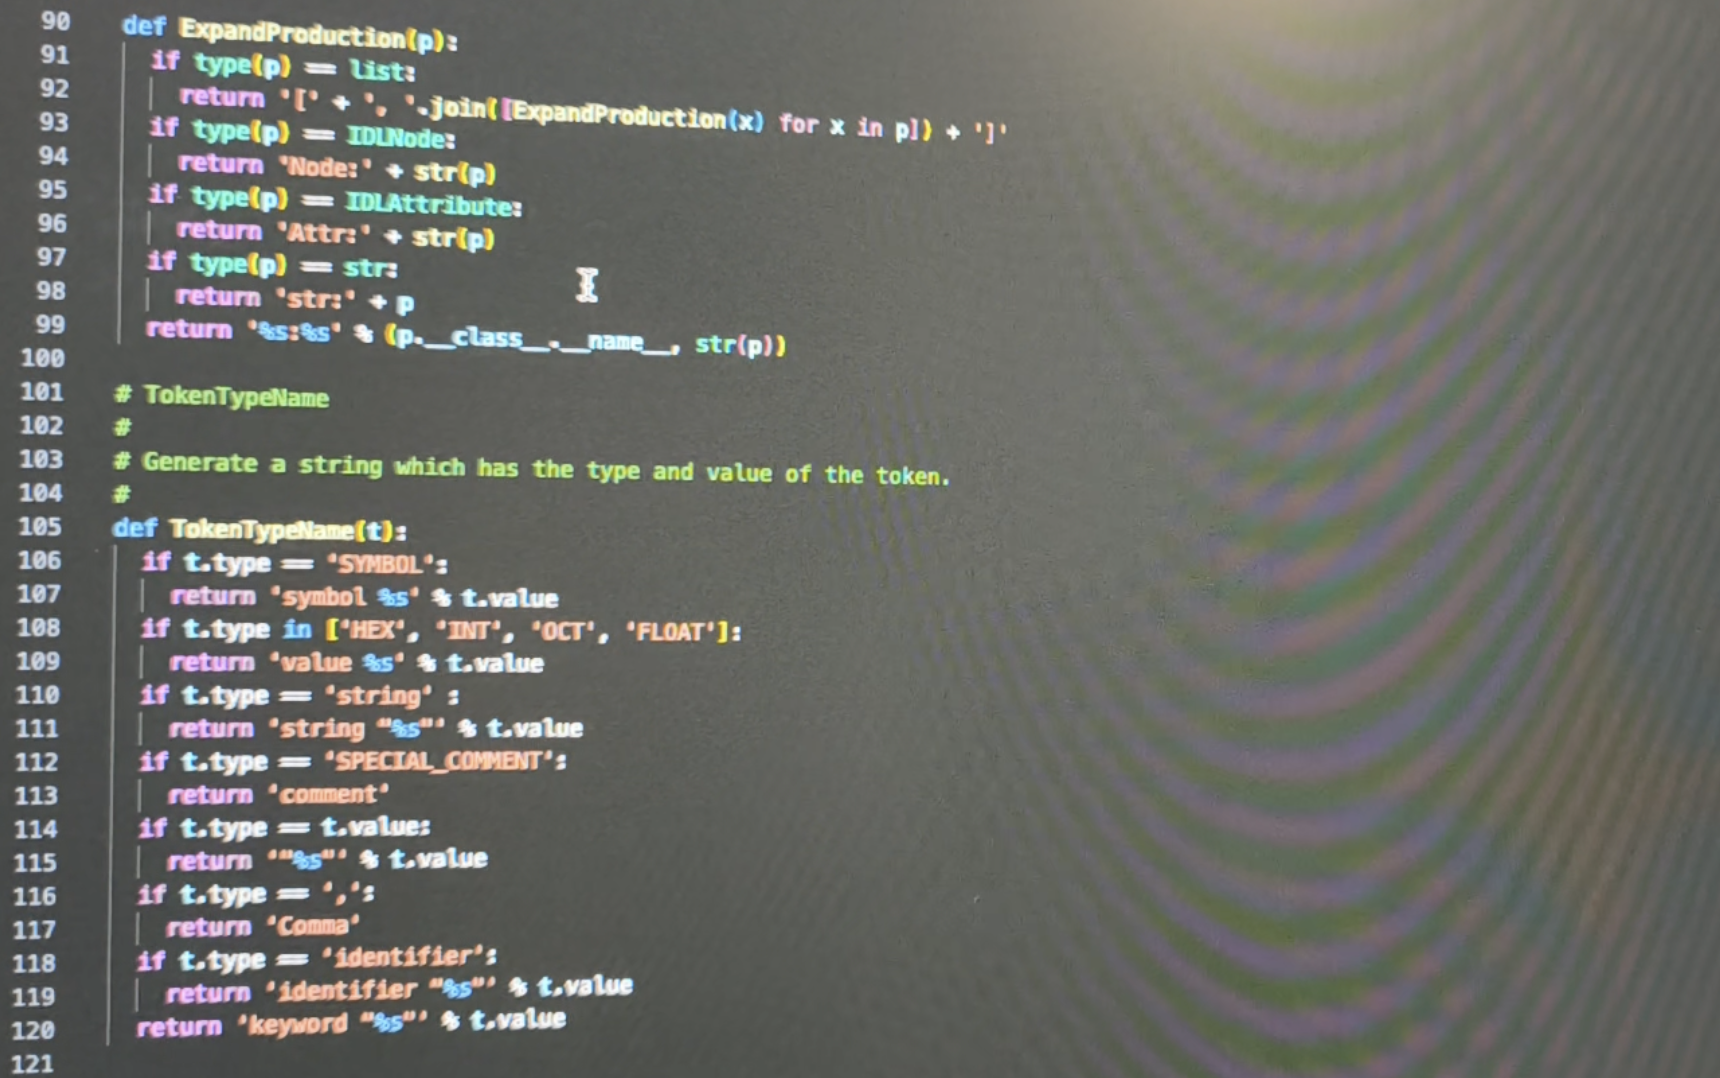 90 def ExpandProduction(p):
91   if type(p) == list:
92     return '[' + ', '.join([ExpandProduction(x) for x in p]) + ']'
93   if type(p) == IDLNode:
94     return 'Node:' + str(p)
95   if type(p) == IDLAttribute:
96     return 'Attr:' + str(p)
97   if type(p) == str:
98     return 'str:' + p
99   return '%s:%s' % (p.__class__.__name__, str(p))
100
101 # TokenTypeName
102 #
103 # Generate a string which has the type and value of the token.
104 #
105 def TokenTypeName(t):
106   if t.type == 'SYMBOL':
107     return 'symbol %s' % t.value
108   if t.type in ['HEX', 'INT', 'OCT', 'FLOAT']:
109     return 'value %s' % t.value
110   if t.type == 'string' :
111     return 'string "%s"' % t.value
112   if t.type == 'SPECIAL_COMMENT':
113     return 'comment'
114   if t.type == t.value:
115     return '"%s"' % t.value
116   if t.type == ',':
117     return 'Comma'
118   if t.type == 'identifier':
119     return 'identifier "%s"' % t.value
120   return 'keyword "%s"' % t.value
121